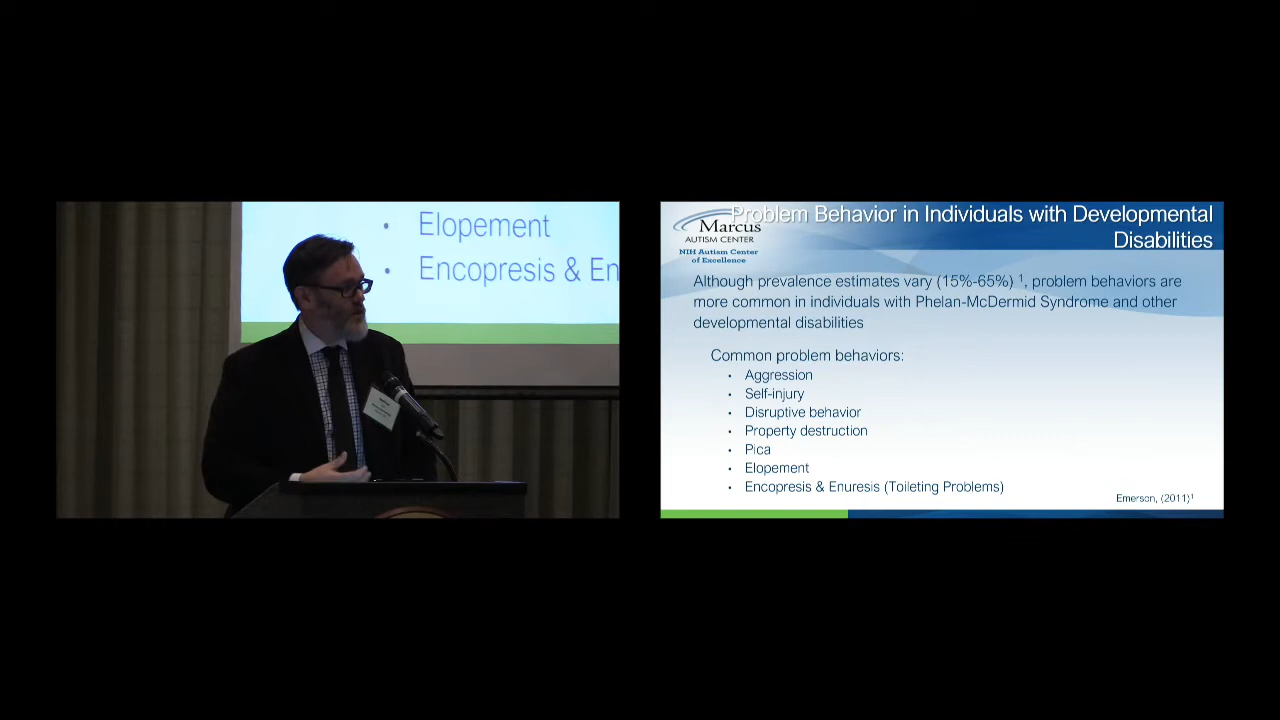 Elopement
Encopresis & En
Problem Behavior in Individuals with Developmental
Disabilities
Marcus
AUTISM CENTER
NIH Autism Center
of Excellence
Although prevalence estimates vary (15%-65%) ¹, problem behaviors are
more common in individuals with Phelan-McDermid Syndrome and other
developmental disabilities
Common problem behaviors:
• Aggression
• Self-injury
• Disruptive behavior
• Property destruction
• Pica
• Elopement
• Encopresis & Enuresis (Toileting Problems)
Emerson, (2011)¹